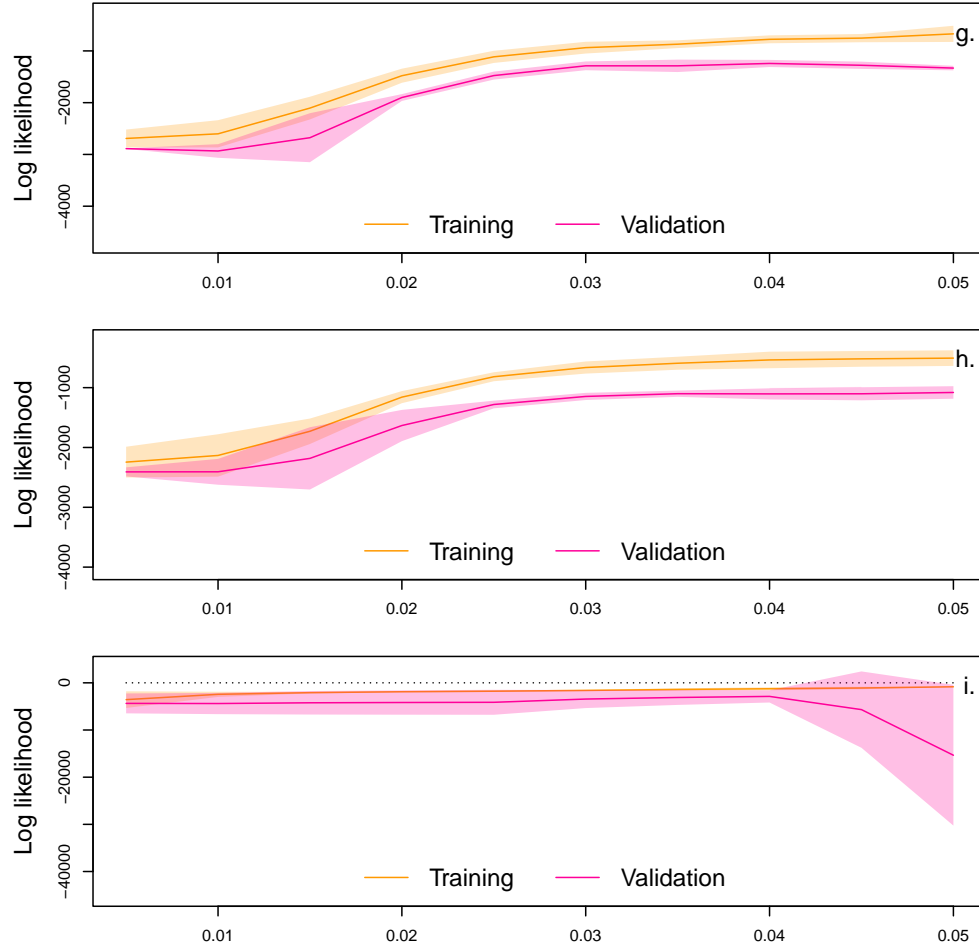 g.
Log likelihood
-2000
-4000
Training Validation
0.01 0.02 0.03 0.04 0.05
h.
Log likelihood
-1000
-2000
-3000
-4000
Training Validation
0.01 0.02 0.03 0.04 0.05
i.
Log likelihood
0
-20000
-40000
Training Validation
0.01 0.02 0.03 0.04 0.05